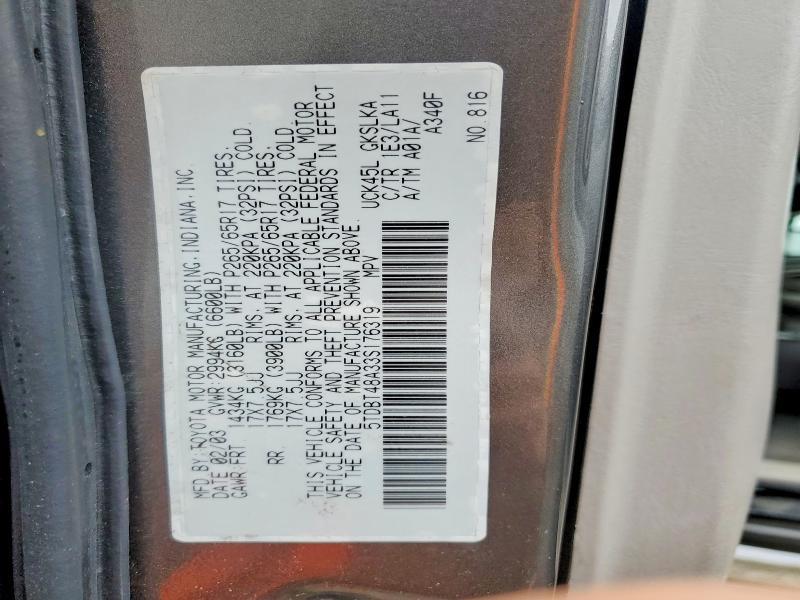 MFD.BY:TOYOTA MOTOR MANUFACTURING,INDIANA,INC.
DATE 02/03 GVWR:2994KG (6600LB)
GAWR FRT 1434KG (3160LB) WITH P265/65R17 TIRES.
17X7.5JJ RIMS. AT 220KPA (32PSI) COLD.
RR 1769KG (3900LB) WITH P265/65R17 TIRES.
17X7.5JJ RIMS. AT 220KPA (32PSI) COLD.
THIS VEHICLE CONFORMS TO ALL APPLICABLE FEDERAL MOTOR
VEHICLE SAFETY AND THEFT PREVENTION STANDARDS IN EFFECT
ON THE DATE OF MANUFACTURE SHOWN ABOVE.
5TDBT48A33S176319 MPV
UCK45L GKSLKA
C/TR 1E3/LA11
A/TM A01A/
A340F
NO.816